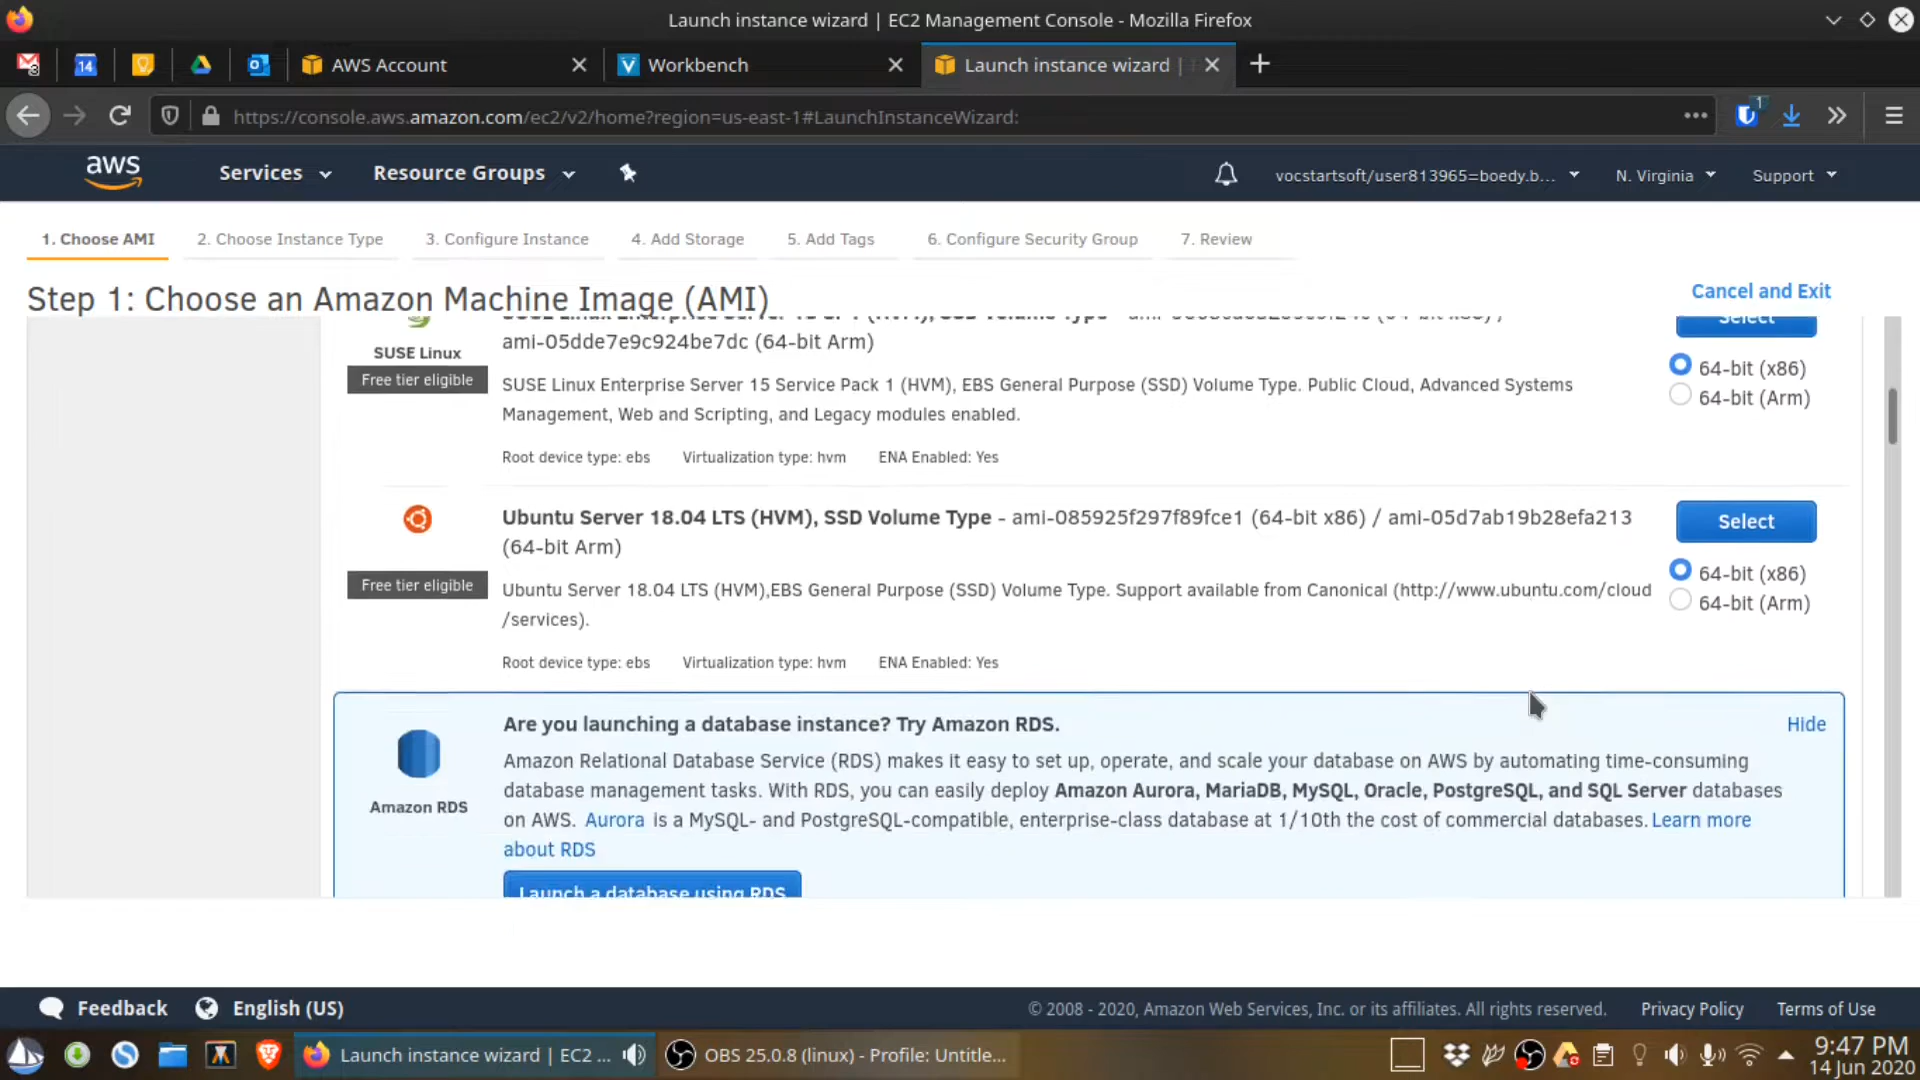 Launch instance wizard | EC2 Management Console - Mozilla Firefox
3
14
AWS Account
Workbench
Launch instance wizard |
https://console.aws.amazon.com/ec2/v2/home?region=us-east-1#LaunchInstanceWizard:
1
aws
Services
Resource Groups
vocstartsoft/user813965=boedy.b...
N. Virginia
Support
1. Choose AMI
2. Choose Instance Type
3. Configure Instance
4. Add Storage
5. Add Tags
6. Configure Security Group
7. Review
Step 1: Choose an Amazon Machine Image (AMI)
Cancel and Exit
Select
SUSE Linux
Free tier eligible
ami-05dde7e9c924be7dc (64-bit Arm)
SUSE Linux Enterprise Server 15 Service Pack 1 (HVM), EBS General Purpose (SSD) Volume Type. Public Cloud, Advanced Systems
Management, Web and Scripting, and Legacy modules enabled.
Root device type: ebs Virtualization type: hvm ENA Enabled: Yes
64-bit (x86)
64-bit (Arm)
Ubuntu Server 18.04 LTS (HVM), SSD Volume Type - ami-085925f297f89fce1 (64-bit x86) / ami-05d7ab19b28efa213
(64-bit Arm)
Free tier eligible
Ubuntu Server 18.04 LTS (HVM),EBS General Purpose (SSD) Volume Type. Support available from Canonical (http://www.ubuntu.com/cloud
/services).
Root device type: ebs Virtualization type: hvm ENA Enabled: Yes
Select
64-bit (x86)
64-bit (Arm)
Amazon RDS
Are you launching a database instance? Try Amazon RDS.
Hide
Amazon Relational Database Service (RDS) makes it easy to set up, operate, and scale your database on AWS by automating time-consuming
database management tasks. With RDS, you can easily deploy Amazon Aurora, MariaDB, MySQL, Oracle, PostgreSQL, and SQL Server databases
on AWS. Aurora is a MySQL- and PostgreSQL-compatible, enterprise-class database at 1/10th the cost of commercial databases. Learn more
about RDS
Launch a database using RDS
Feedback
English (US)
© 2008 - 2020, Amazon Web Services, Inc. or its affiliates. All rights reserved.
Privacy Policy
Terms of Use
Launch instance wizard | EC2 ...
OBS 25.0.8 (linux) - Profile: Untitle...
9:47 PM
14 Jun 2020